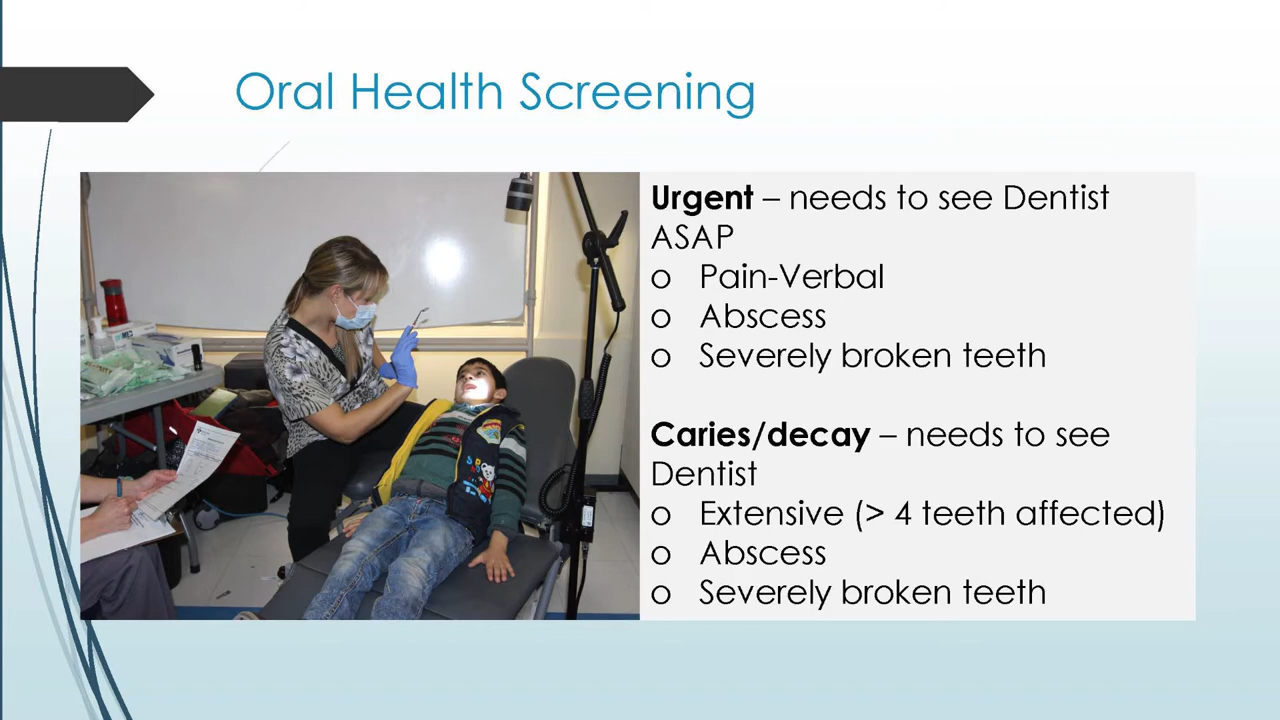 Oral Health Screening
Urgent – needs to see Dentist
ASAP
o Pain-Verbal
o Abscess
o Severely broken teeth
Caries/decay – needs to see
Dentist
o Extensive (> 4 teeth affected)
o Abscess
o Severely broken teeth